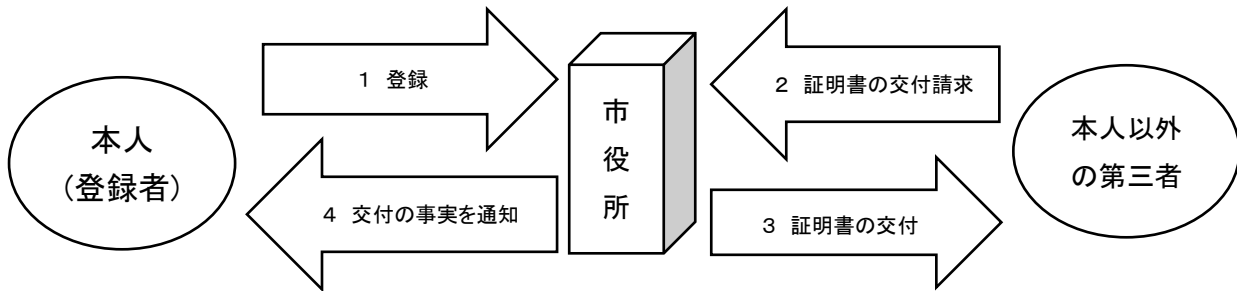 本人
(登録者)
1 登録
4 交付の事実を通知
市
役
所
2 証明書の交付請求
3 証明書の交付
本人以外
の第三者